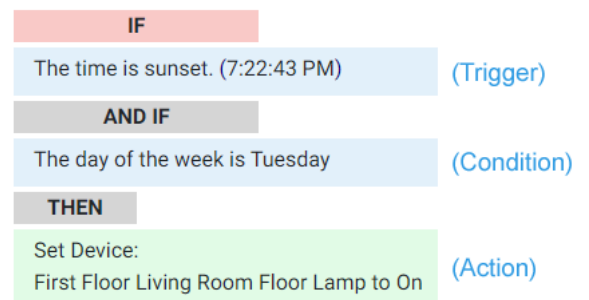 IF
The time is sunset. (7:22:43 PM)
(Trigger)
AND IF
The day of the week is Tuesday
(Condition)
THEN
Set Device:
First Floor Living Room Floor Lamp to On
(Action)